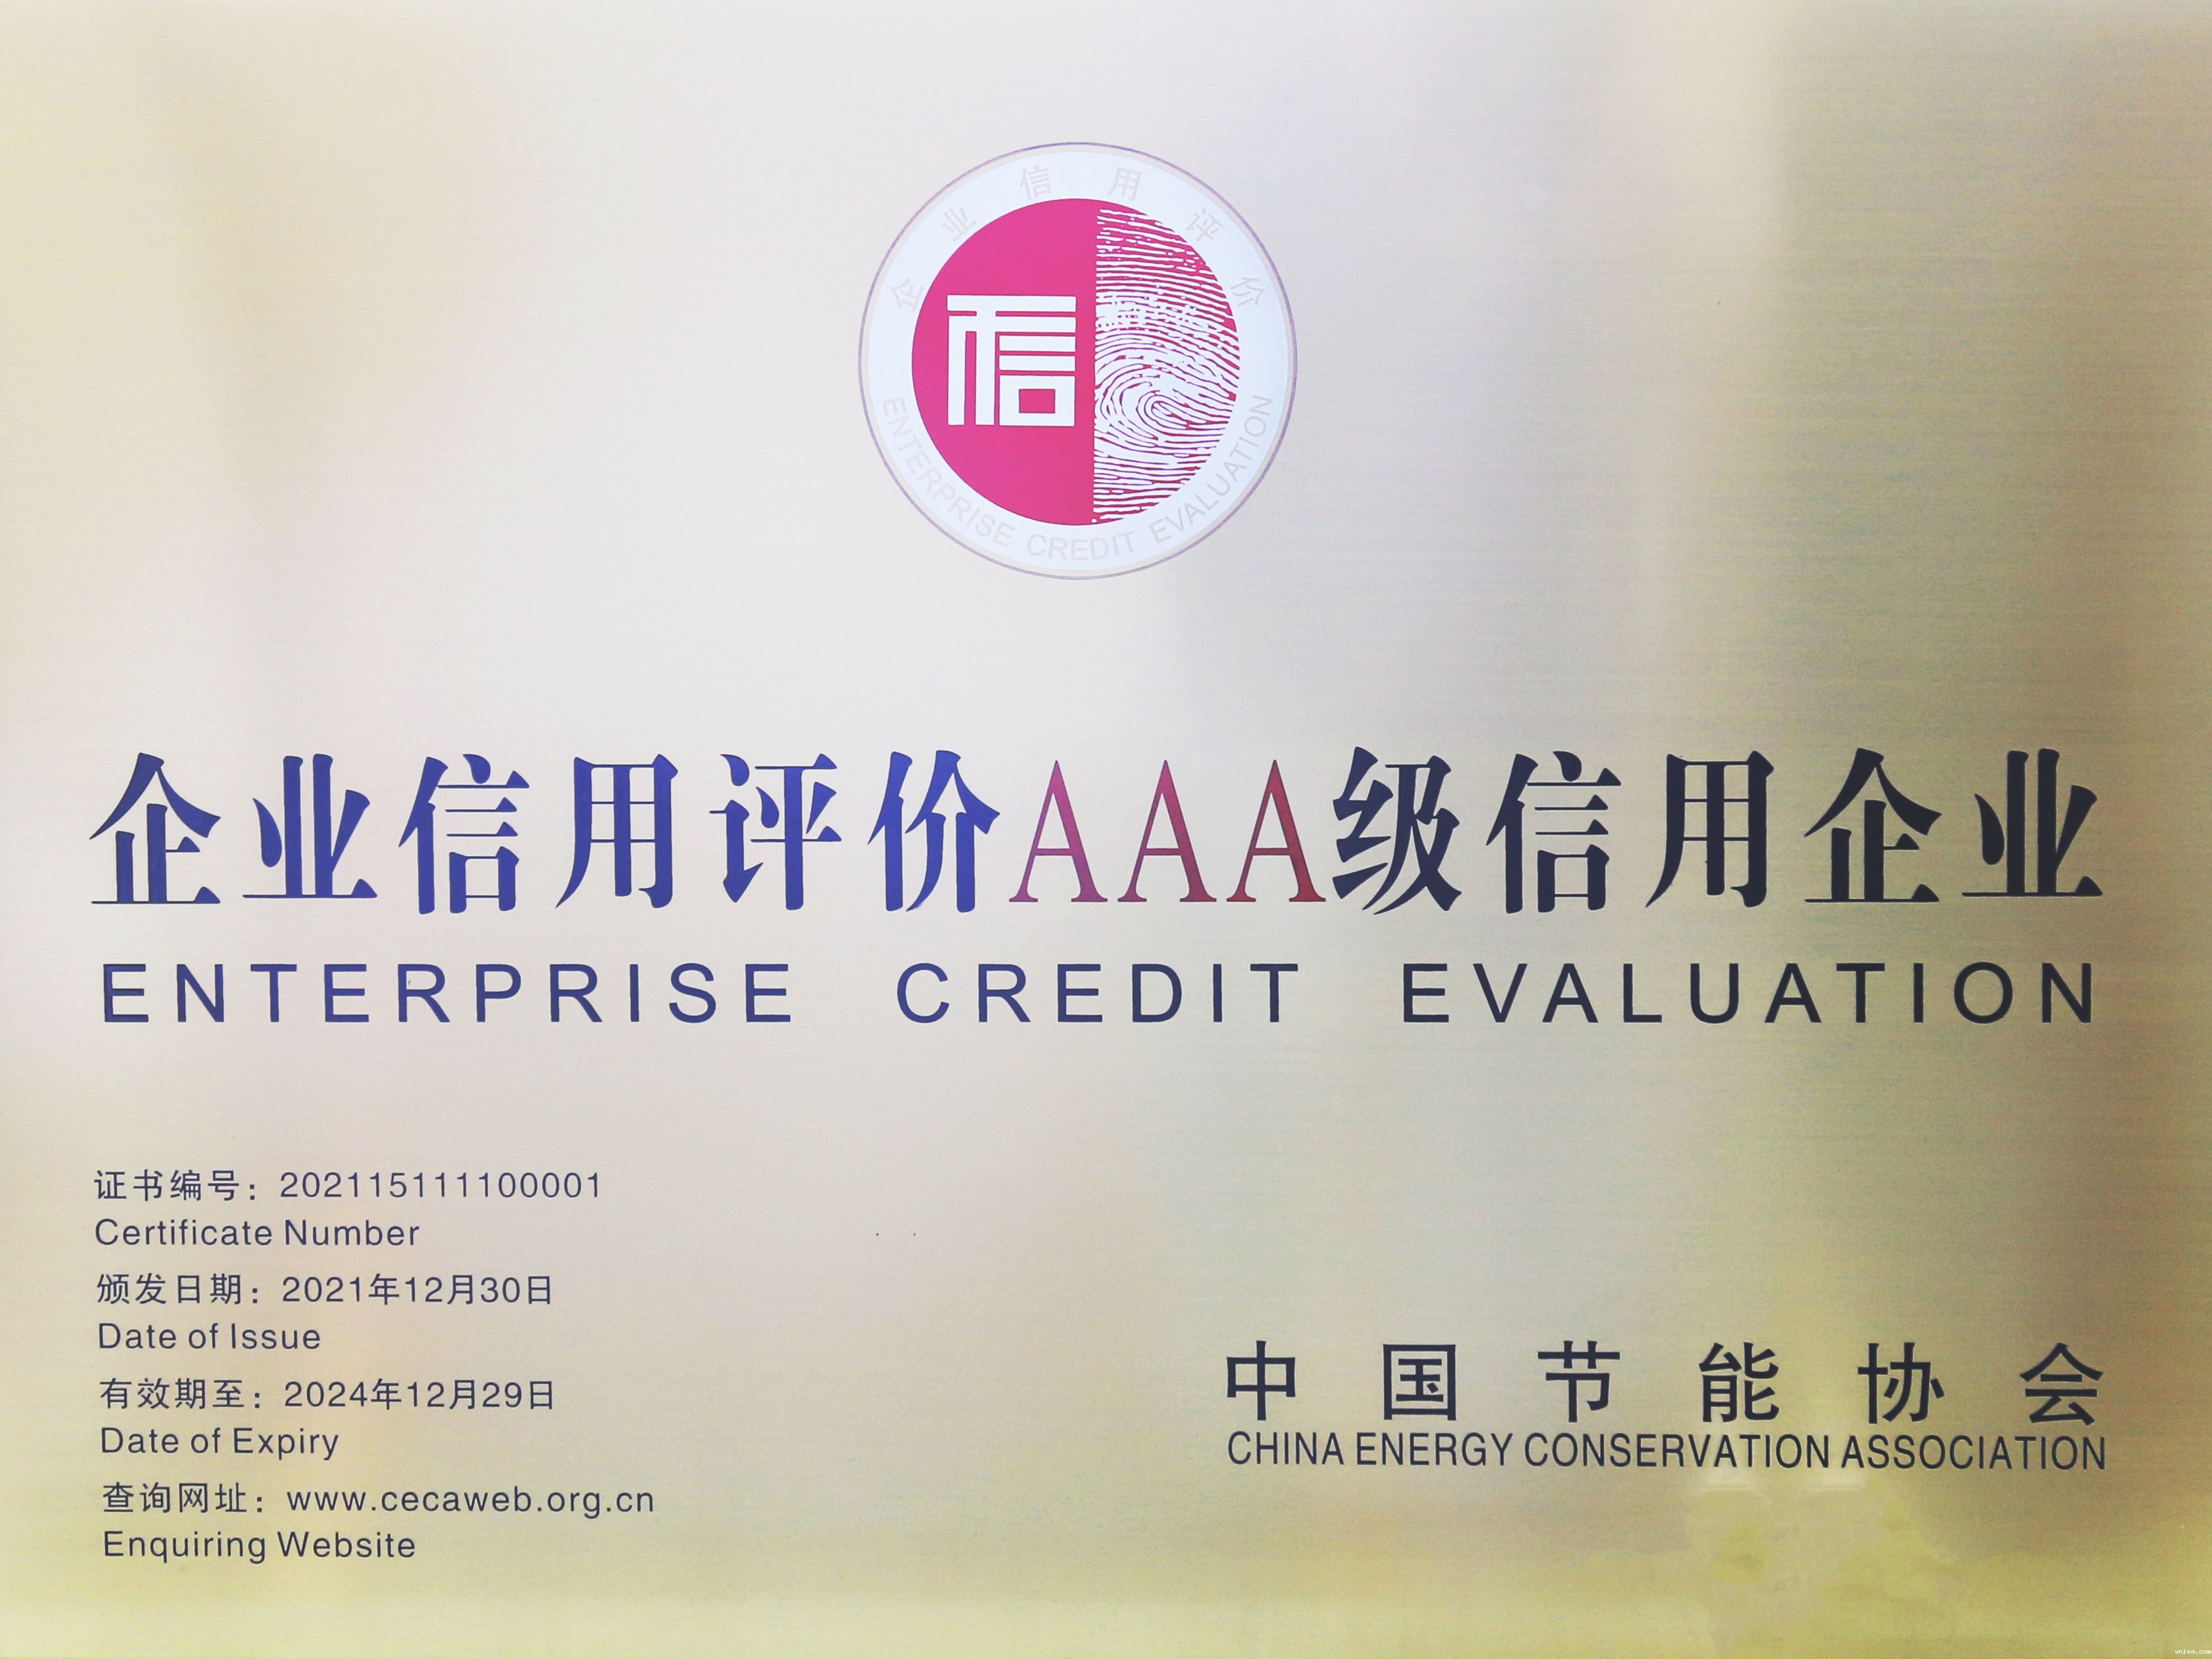 企业信用评价
信
ENTERPRISE CREDIT EVALUATION
企业信用评价AAA级信用企业
ENTERPRISE CREDIT EVALUATION
证书编号：202115111100001
Certificate Number
颁发日期：2021年12月30日
Date of Issue
有效期至：2024年12月29日
Date of Expiry
查询网址：www.cecaweb.org.cn
Enquiring Website
中国节能协会
CHINA ENERGY CONSERVATION ASSOCIATION